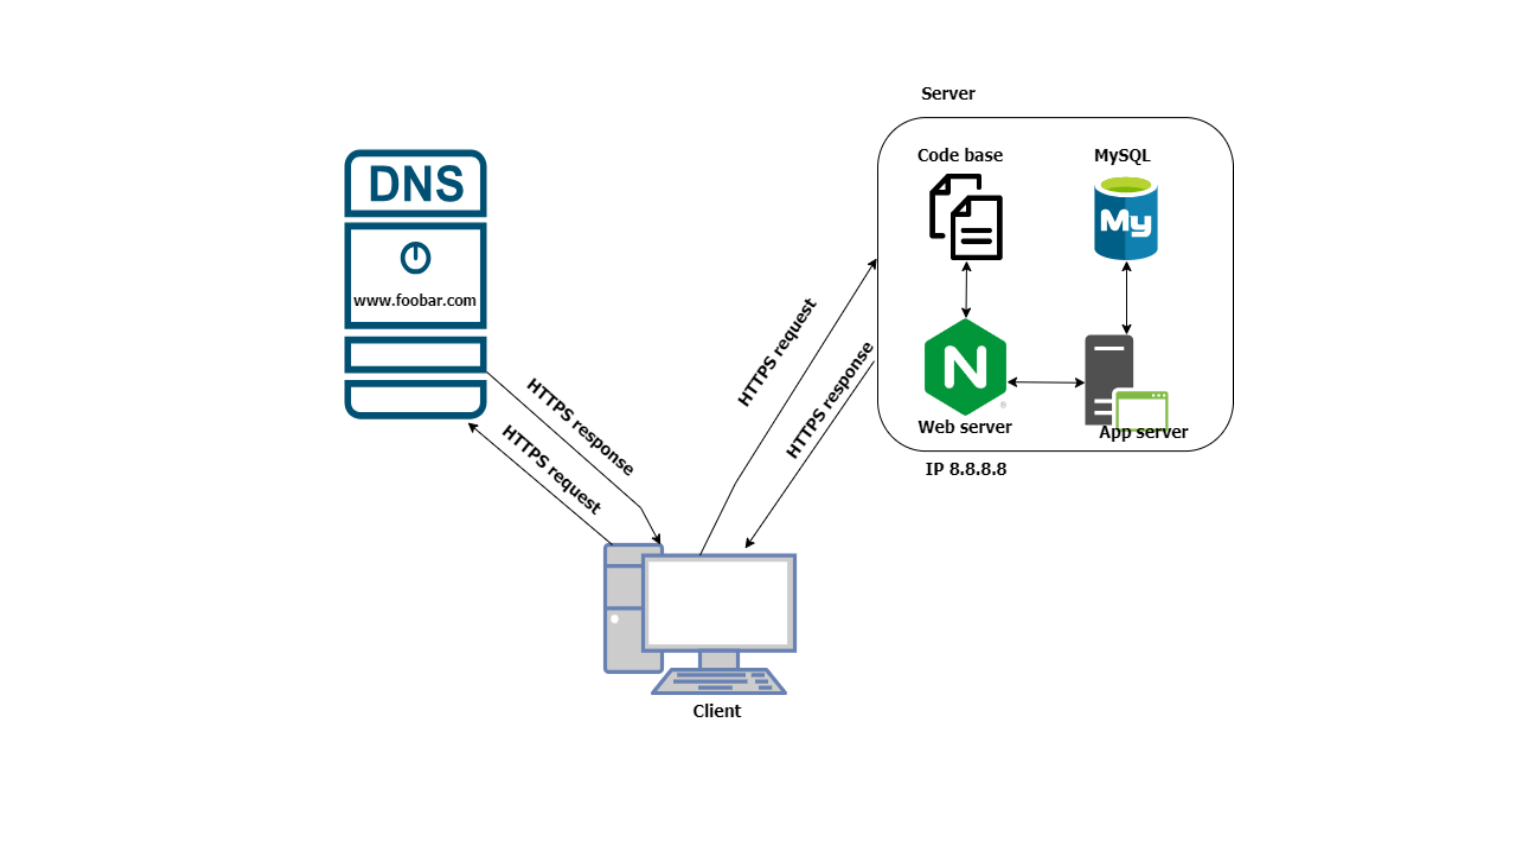 Server
Code base
MySQL
My
DNS
www.foobar.com
HTTPS request
HTTPS response
HTTPS response
HTTPS request
N
Web server
App server
IP 8.8.8.8
Client